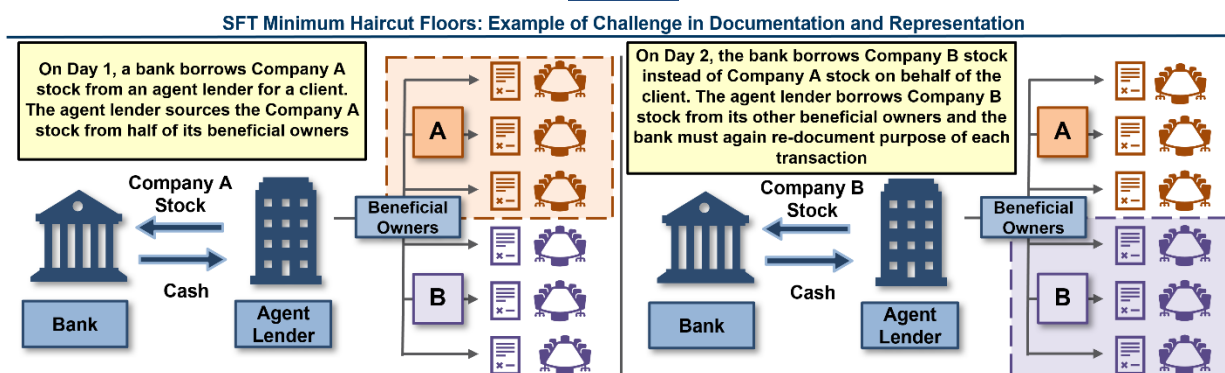 SFT Minimum Haircut Floors: Example of Challenge in Documentation and Representation
On Day 1, a bank borrows Company A
stock from an agent lender for a client.
The agent lender sources the Company A
stock from half of its beneficial owners
Company A
Stock
Cash
Bank
Agent
Lender
A
Beneficial
Owners
B
On Day 2, the bank borrows Company B
stock instead of Company A stock on behalf of the
client. The agent lender borrows Company B
stock from its other beneficial owners and the
bank must again re-document purpose of each
transaction
Company B
Stock
Cash
Bank
Agent
Lender
A
Beneficial
Owners
B